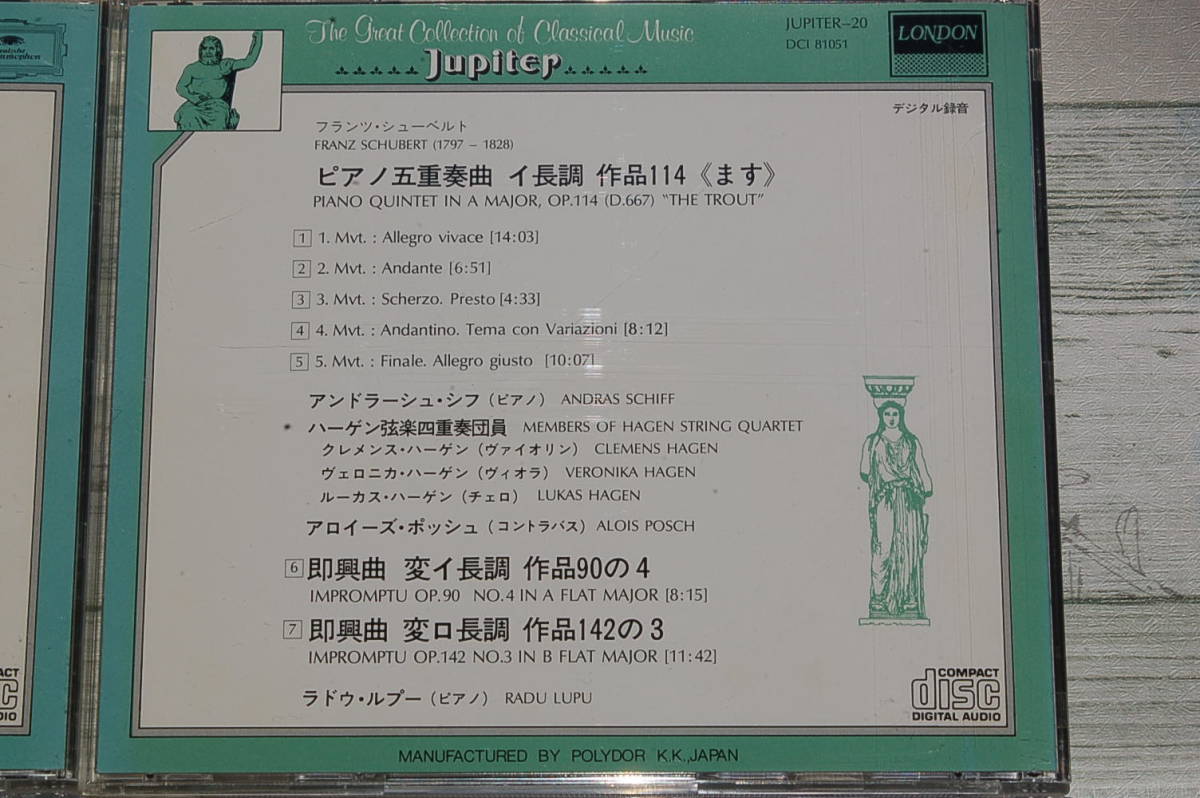 The Great Collection of Classical Music
Jupiter
JUPITER-20
DCI 81051
LONDON
デジタル録音
フランツ・シューベルト
FRANZ SCHUBERT (1797 – 1828)
ピアノ五重奏曲 イ長調 作品114《ます》
PIANO QUINTET IN A MAJOR, OP.114 (D.667) "THE TROUT"
1 1. Mvt. : Allegro vivace [14:03]
2 2. Mvt. : Andante [6:51]
3 3. Mvt. : Scherzo. Presto [4:33]
4 4. Mvt. : Andantino. Tema con Variazioni [8:12]
5 5. Mvt. : Finale. Allegro giusto [10:07]
アンドラーシュ・シフ(ピアノ) ANDRAS SCHIFF
ハーゲン弦楽四重奏団員 MEMBERS OF HAGEN STRING QUARTET
クレメンス・ハーゲン(ヴァイオリン) CLEMENS HAGEN
ヴェロニカ・ハーゲン(ヴィオラ) VERONIKA HAGEN
ルーカス・ハーゲン(チェロ) LUKAS HAGEN
アロイーズ・ポッシュ(コントラバス) ALOIS POSCH
6 即興曲 変イ長調 作品90の4
IMPROMPTU OP.90 NO.4 IN A FLAT MAJOR [8:15]
7 即興曲 変ロ長調 作品142の3
IMPROMPTU OP.142 NO.3 IN B FLAT MAJOR [11:42]
ラドゥ・ルプー(ピアノ) RADU LUPU
COMPACT
disc
DIGITAL AUDIO
MANUFACTURED BY POLYDOR K.K.,JAPAN